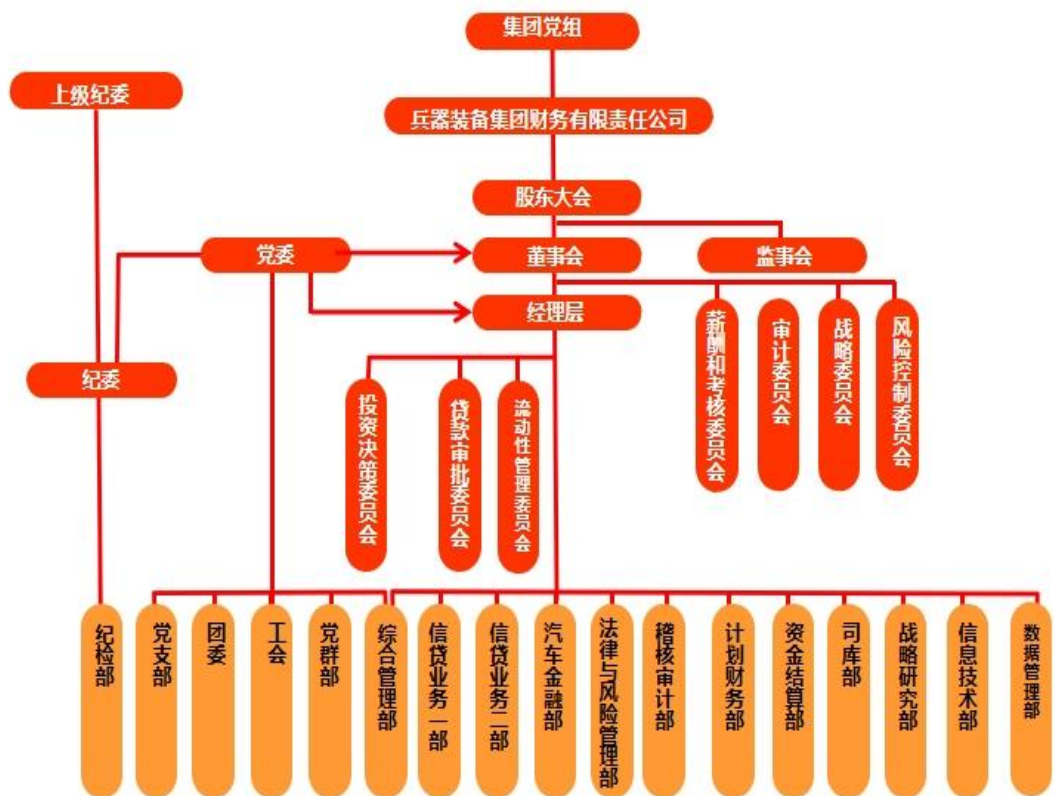 集团党组
上级纪委
兵器装备集团财务有限责任公司
股东大会
党委
董事会
监事会
经理层
薪酬和考核委员会
审计委员会
战略委员会
风险控制委员会
纪委
投资决策委员会
贷款审批委员会
流动性管理委员会
纪检部
党支部
团委
工会
党群部
综合管理部
信贷业务一部
信贷业务二部
汽车金融部
法律与风险管理部
稽核审计部
计划财务部
资金结算部
司库部
战略研究部
信息技术部
数据管理部